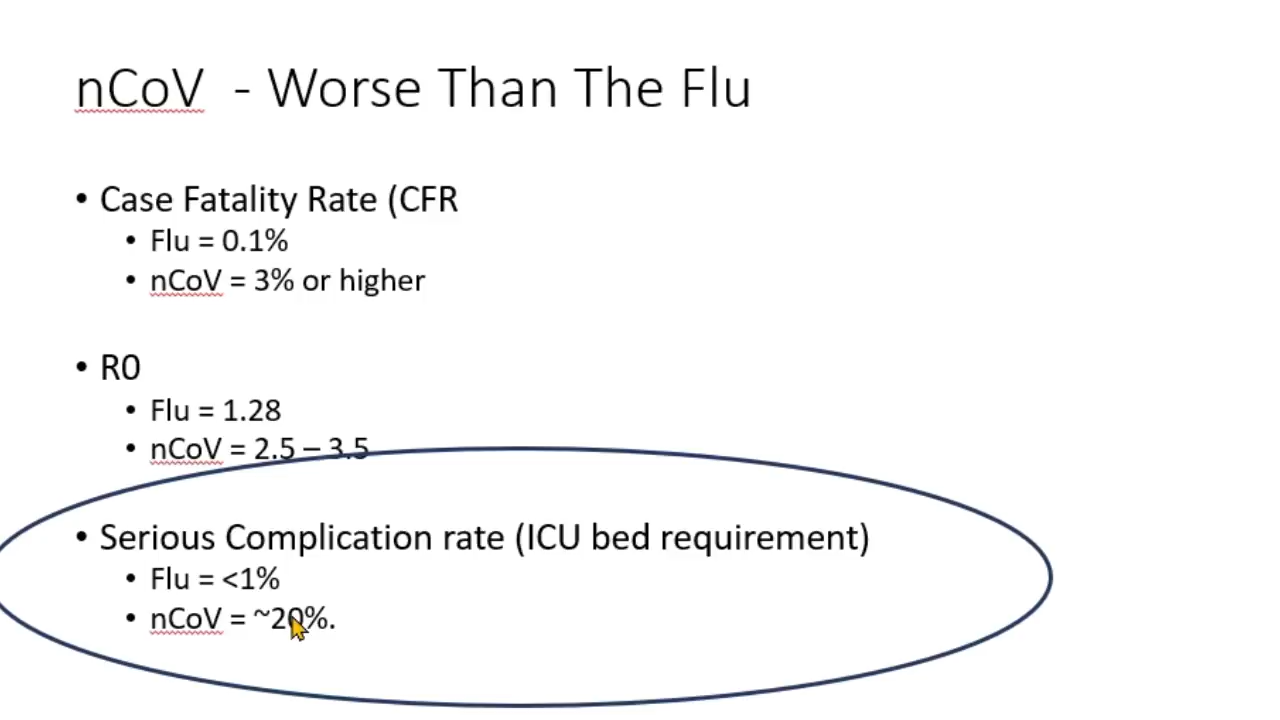 nCoV - Worse Than The Flu
• Case Fatality Rate (CFR
• Flu = 0.1%
• nCoV = 3% or higher
• R0
• Flu = 1.28
• nCoV = 2.5 – 3.5
• Serious Complication rate (ICU bed requirement)
• Flu = <1%
• nCoV = ~20%.